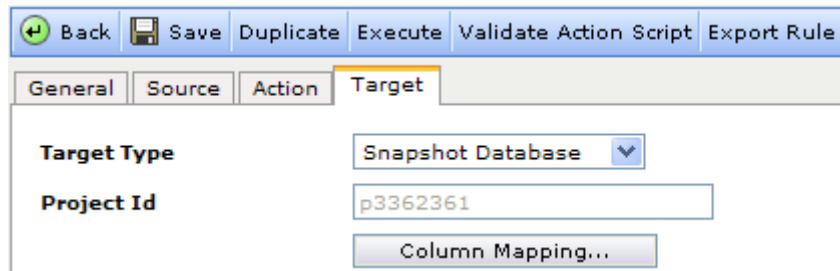 Back Save Duplicate Execute Validate Action Script Export Rule
General Source Action Target
Target Type Snapshot Database
Project Id p3362361
Column Mapping...